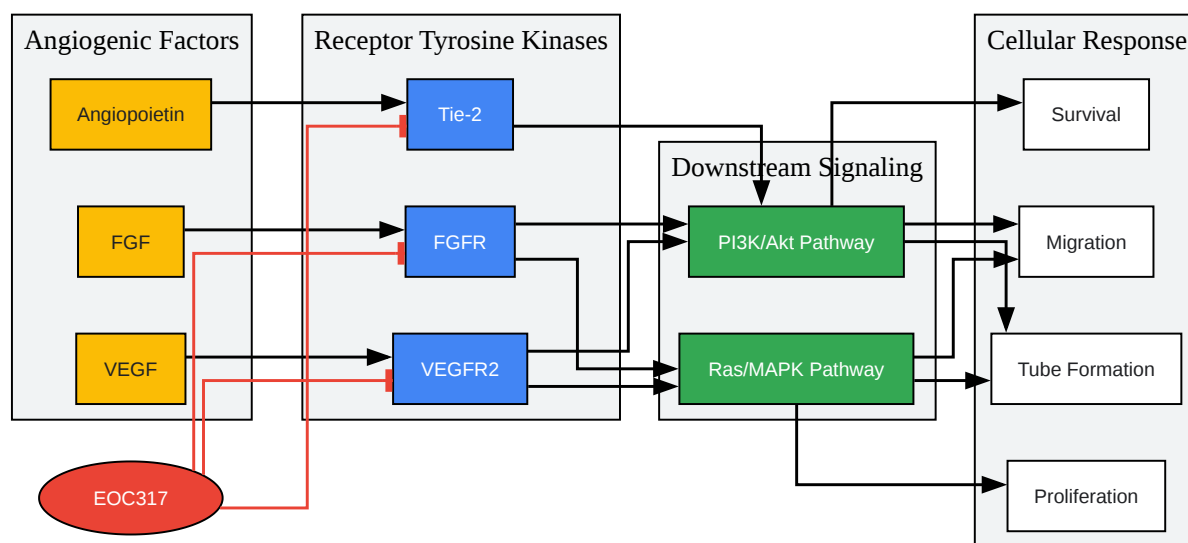 Angiogenic Factors
Receptor Tyrosine Kinases
Cellular Response
Angiopoietin
Tie-2
Survival
Downstream Signaling
FGF
FGFR
PI3K/Akt Pathway
Migration
VEGF
VEGFR2
Ras/MAPK Pathway
Tube Formation
EOC317
Proliferation